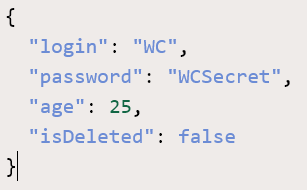 {
"login": "WC",
"password": "WCSecret",
"age": 25,
"isDeleted": false
}